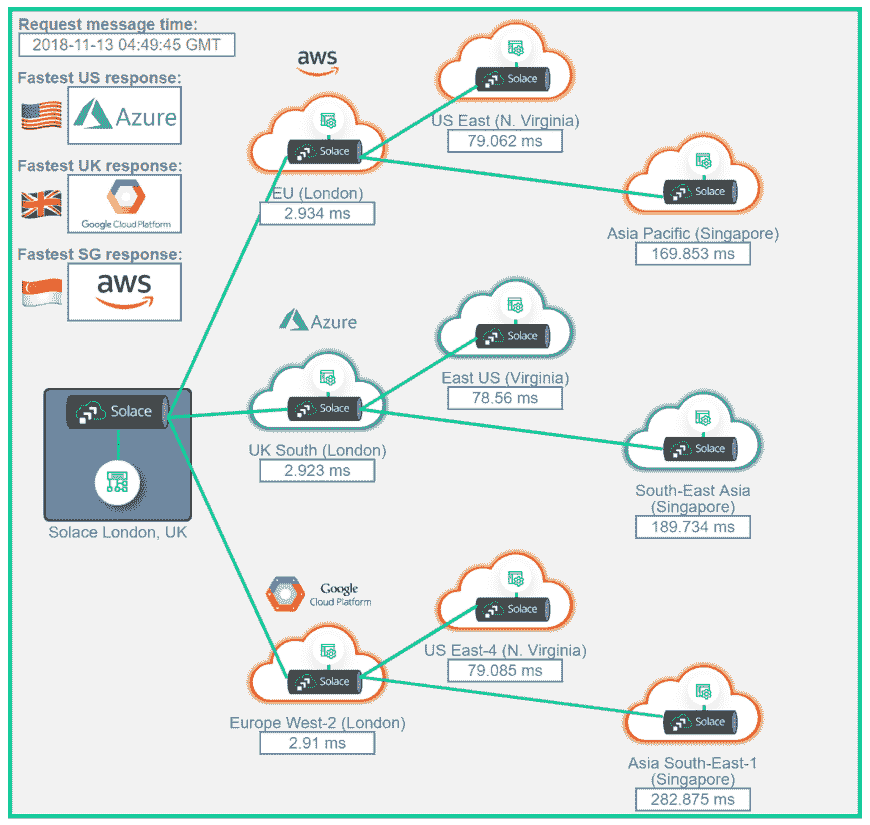 Request message time:
2018-11-13 04:49:45 GMT
Fastest US response:
Azure
Fastest UK response:
Google Cloud Platform
Fastest SG response:
aws
aws
Solace
US East (N. Virginia)
79.062 ms
Solace
EU (London)
2.934 ms
Solace
Asia Pacific (Singapore)
169.853 ms
Azure
Solace
East US (Virginia)
78.56 ms
Solace
UK South (London)
2.923 ms
Solace
South-East Asia
(Singapore)
189.734 ms
Solace
Solace London, UK
Google
Cloud Platform
Solace
US East-4 (N. Virginia)
79.085 ms
Solace
Europe West-2 (London)
2.91 ms
Solace
Asia South-East-1
(Singapore)
282.875 ms